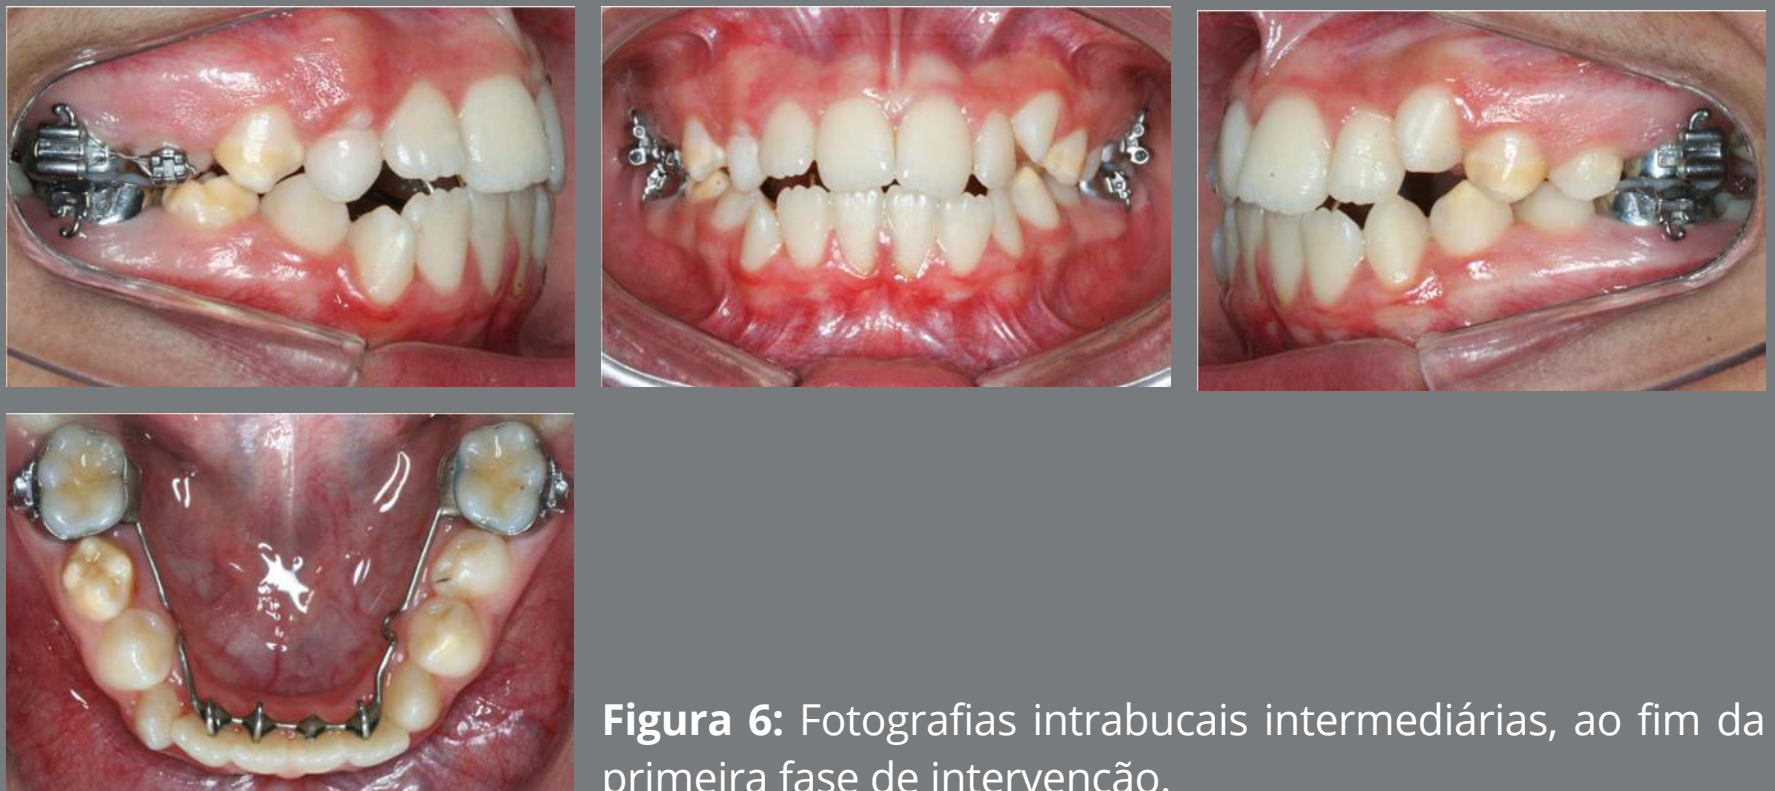 Figura 6: Fotografias intrabucais intermediárias, ao fim da
primeira fase de intervenção.